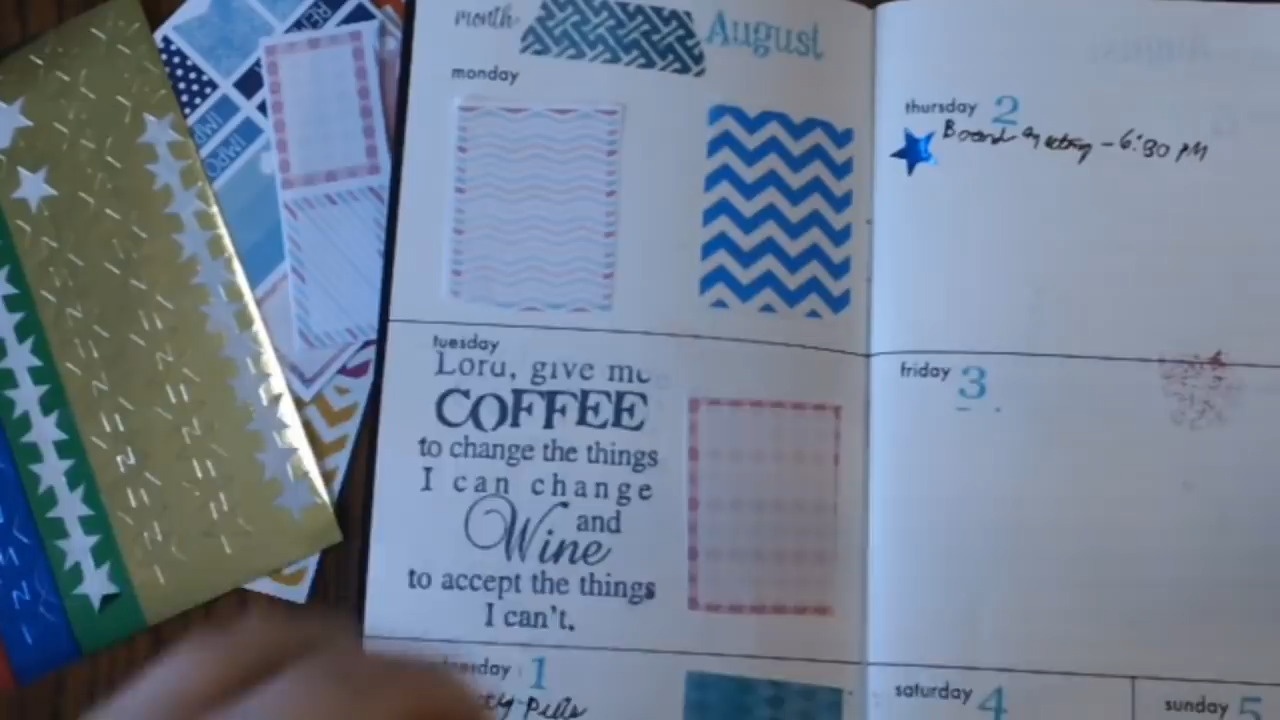 month August
monday
tuesday
Lord, give me
COFFEE
to change the things
I can change
and
Wine
to accept the things
I can't.
1
Pills
thursday 2
Board Meeting - 6:30 PM
friday 3
saturday 4
sunday 5